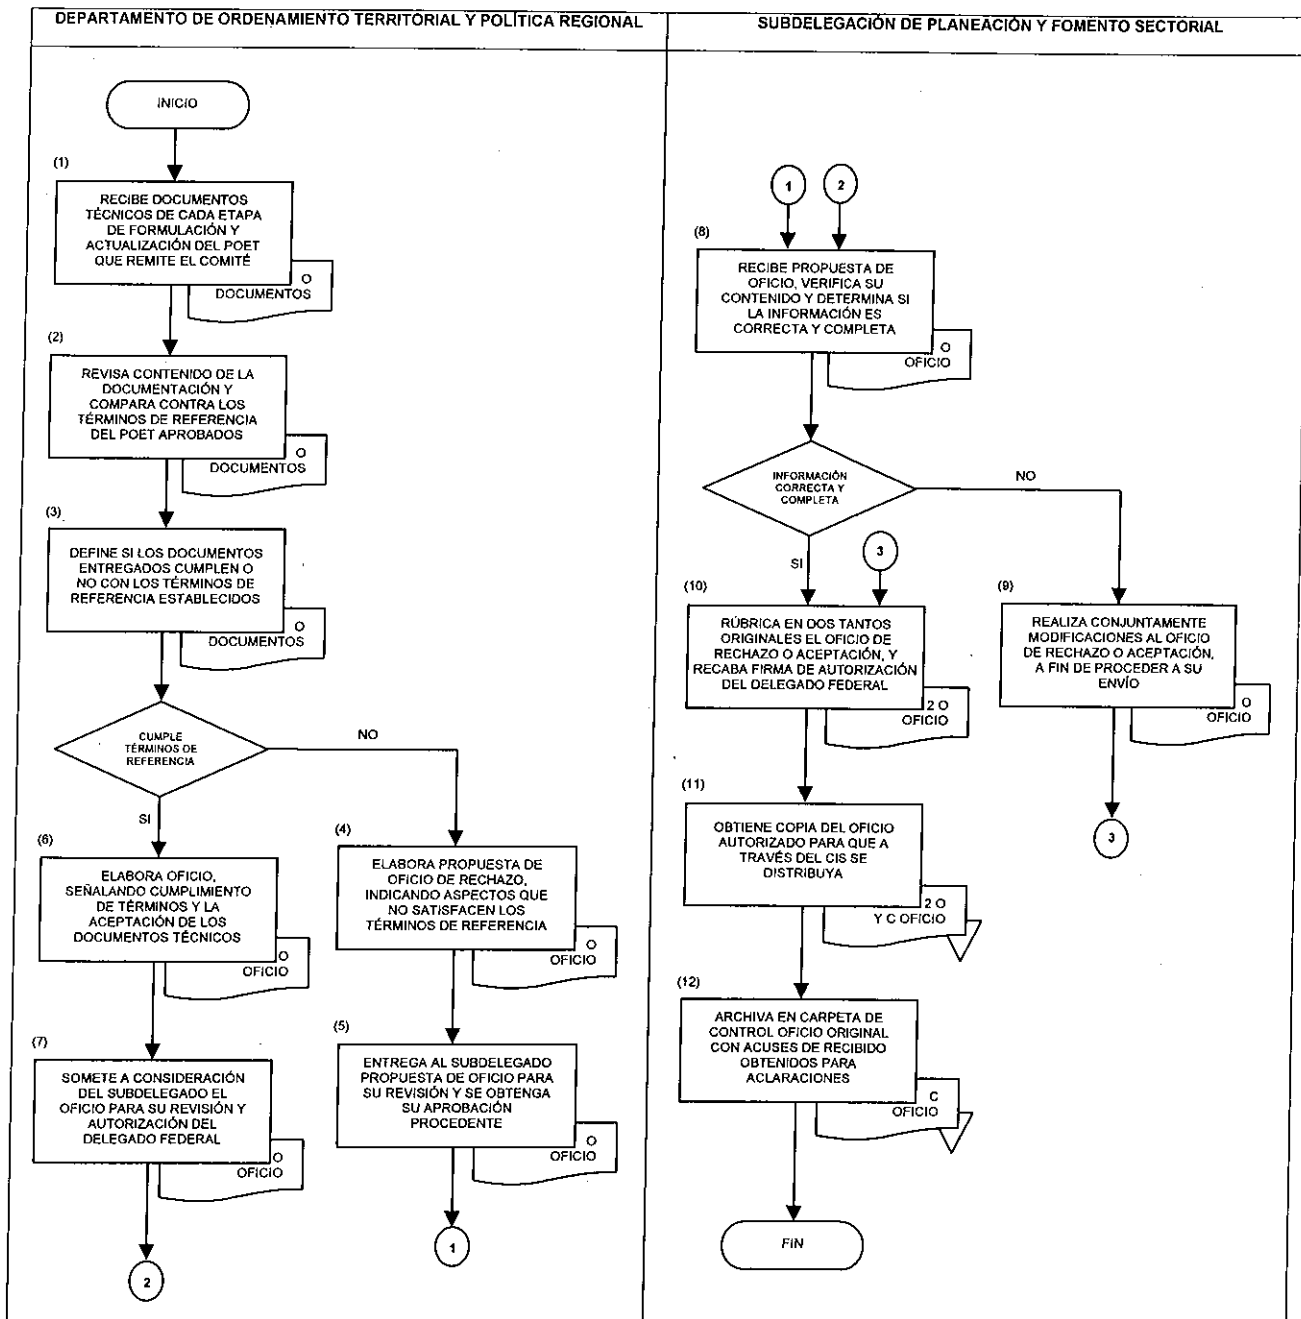 DEPARTAMENTO DE ORDENAMIENTO TERRITORIAL Y POLÍTICA REGIONAL
SUBDELEGACIÓN DE PLANEACIÓN Y FOMENTO SECTORIAL
INICIO
(1)
RECIBE DOCUMENTOS
TÉCNICOS DE CADA ETAPA
DE FORMULACIÓN Y
ACTUALIZACIÓN DEL POET
QUE REMITE EL COMITÉ
O
DOCUMENTOS
(2)
REVISA CONTENIDO DE LA
DOCUMENTACIÓN Y
COMPARA CONTRA LOS
TÉRMINOS DE REFERENCIA
DEL POET APROBADOS
O
DOCUMENTOS
(3)
DEFINE SI LOS DOCUMENTOS
ENTREGADOS CUMPLEN O
NO CON LOS TÉRMINOS DE
REFERENCIA ESTABLECIDOS
O
DOCUMENTOS
CUMPLE
TÉRMINOS DE
REFERENCIA
NO
SI
(6)
ELABORA OFICIO,
SEÑALANDO CUMPLIMIENTO
DE TÉRMINOS Y LA
ACEPTACIÓN DE LOS
DOCUMENTOS TÉCNICOS
O
OFICIO
(4)
ELABORA PROPUESTA DE
OFICIO DE RECHAZO,
INDICANDO ASPECTOS QUE
NO SATISFACEN LOS
TÉRMINOS DE REFERENCIA
O
OFICIO
(7)
SOMETE A CONSIDERACIÓN
DEL SUBDELEGADO EL
OFICIO PARA SU REVISIÓN Y
AUTORIZACIÓN DEL
DELEGADO FEDERAL
O
OFICIO
2
(5)
ENTREGA AL SUBDELEGADO
PROPUESTA DE OFICIO PARA
SU REVISIÓN Y SE OBTENGA
SU APROBACIÓN
PROCEDENTE
O
OFICIO
1
1
2
(8)
RECIBE PROPUESTA DE
OFICIO, VERIFICA SU
CONTENIDO Y DETERMINA SI
LA INFORMACIÓN ES
CORRECTA Y COMPLETA
O
OFICIO
INFORMACIÓN
CORRECTA Y
COMPLETA
NO
SI
3
(10)
RÚBRICA EN DOS TANTOS
ORIGINALES EL OFICIO DE
RECHAZO O ACEPTACIÓN, Y
RECABA FIRMA DE AUTORIZACIÓN
DEL DELEGADO FEDERAL
2 O
OFICIO
(9)
REALIZA CONJUNTAMENTE
MODIFICACIONES AL OFICIO
DE RECHAZO O ACEPTACIÓN,
A FIN DE PROCEDER A SU
ENVÍO
O
OFICIO
3
(11)
OBTIENE COPIA DEL OFICIO
AUTORIZADO PARA QUE A
TRAVÉS DEL CIS SE
DISTRIBUYA
2 O
Y C OFICIO
(12)
ARCHIVA EN CARPETA DE
CONTROL OFICIO ORIGINAL
CON ACUSES DE RECIBIDO
OBTENIDOS PARA
ACLARACIONES
C
OFICIO
FIN